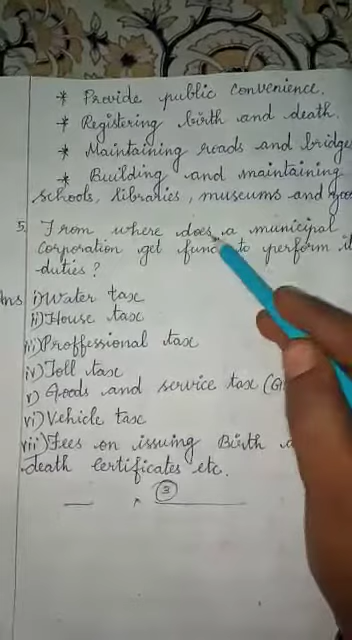 * Provide public convenience.
* Registering birth and death.
* Maintaining roads and bridge
* Building and maintaining
schools, libraries, museums and
5. From where does a municipal
corporation get fund to perform
duties?
Ans i) Water tax
ii) House tax
iii) Proffessional tax
iv) Toll tax
v) Goods and service tax (
vi) Vehicle tax
vii) Fees on issuing Birth
death certificates etc.
3